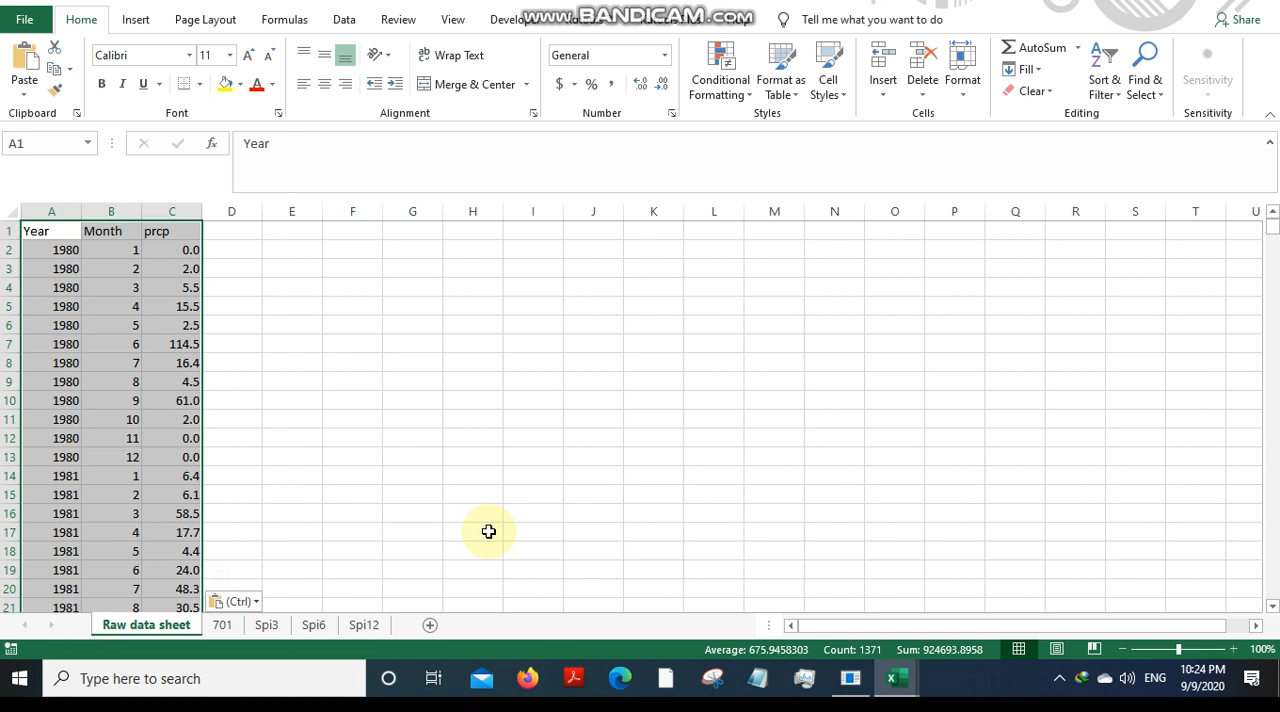 File Home Insert Page Layout Formulas Data Review View www.BANDICAM.com Tell me what you want to do Share
Calibri 11 Wrap Text General AutoSum
Paste Merge & Center Conditional Formatting Format as Table Cell Styles Insert Delete Format Fill Sort & Filter Find & Select Sensitivity
B I U A $ % , Clear
Clipboard Font Alignment Number Styles Cells Editing Sensitivity
A1 fx Year
A B C D E F G H I J K L M N O P Q R S T U
1 Year Month prcp
2 1980 1 0.0
3 1980 2 2.0
4 1980 3 5.5
5 1980 4 15.5
6 1980 5 2.5
7 1980 6 114.5
8 1980 7 16.4
9 1980 8 4.5
10 1980 9 61.0
11 1980 10 2.0
12 1980 11 0.0
13 1980 12 0.0
14 1981 1 6.4
15 1981 2 6.1
16 1981 3 58.5
17 1981 4 17.7
18 1981 5 4.4
19 1981 6 24.0
20 1981 7 48.3
21 1981 8 30.5
(Ctrl)
Raw data sheet 701 Spi3 Spi6 Spi12
Average: 675.9458303 Count: 1371 Sum: 924693.8958 100%
Type here to search ENG 10:24 PM
9/9/2020